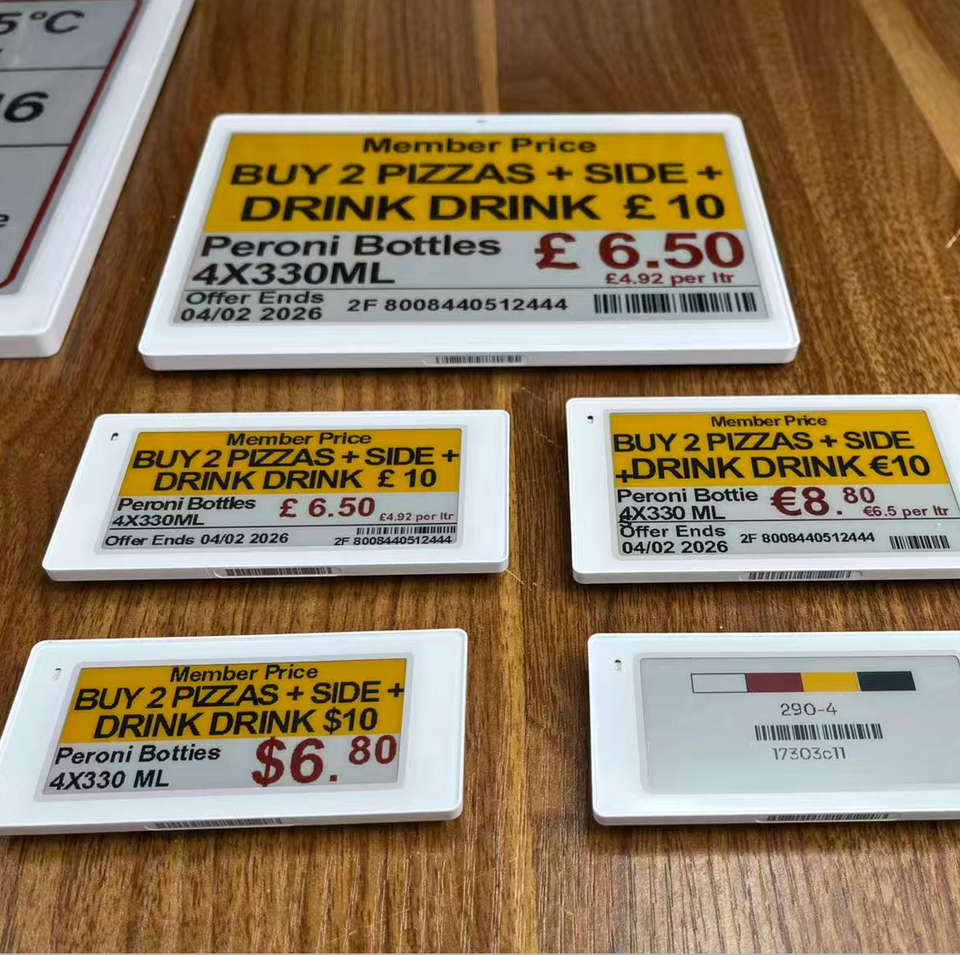 5°C
16
e
Member Price
BUY 2 PIZZAS + SIDE +
DRINK DRINK £ 10
Peroni Bottles
4X330ML
£ 6.50
£4.92 per ltr
Offer Ends
04/02 2026
2F 8008440512444
Member Price
BUY 2 PIZZAS + SIDE +
DRINK DRINK £ 10
Peroni Bottles
4X330ML
£ 6.50
£4.92 per ltr
Offer Ends 04/02 2026
2F 8008440512444
Member Price
BUY 2 PIZZAS + SIDE
+DRINK DRINK €10
Peroni Bottie
4X330 ML
s
€8.80
€6.5 per ltr
Offer Ends
04/02 2026
2F 8008440512444
Member Price
BUY 2 PIZZAS + SIDE +
DRINK DRINK $10
Peroni Botties
4X330 ML
$6.80
290-4
17303c11